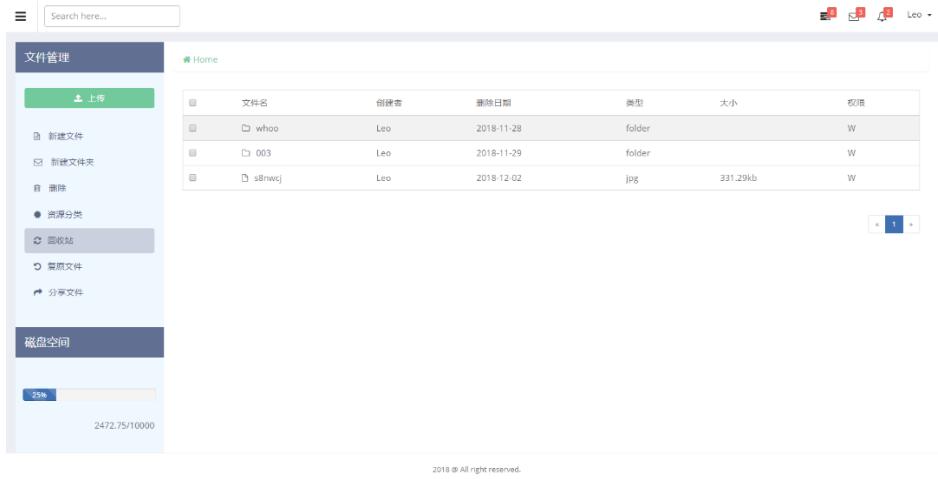 Search here...
4 3 2 Leo
文件管理
上传
新建文件
新建文件夹
删除
资源分类
回收站
复原文件
分享文件
磁盘空间
25%
2472.75/10000
Home
文件名 创建者 删除日期 类型 大小 权限
whoo Leo 2018-11-28 folder W
003 Leo 2018-11-29 folder W
s8nwcj Leo 2018-12-02 jpg 331.29kb W
« 1 »
2018 @ All right reserved.